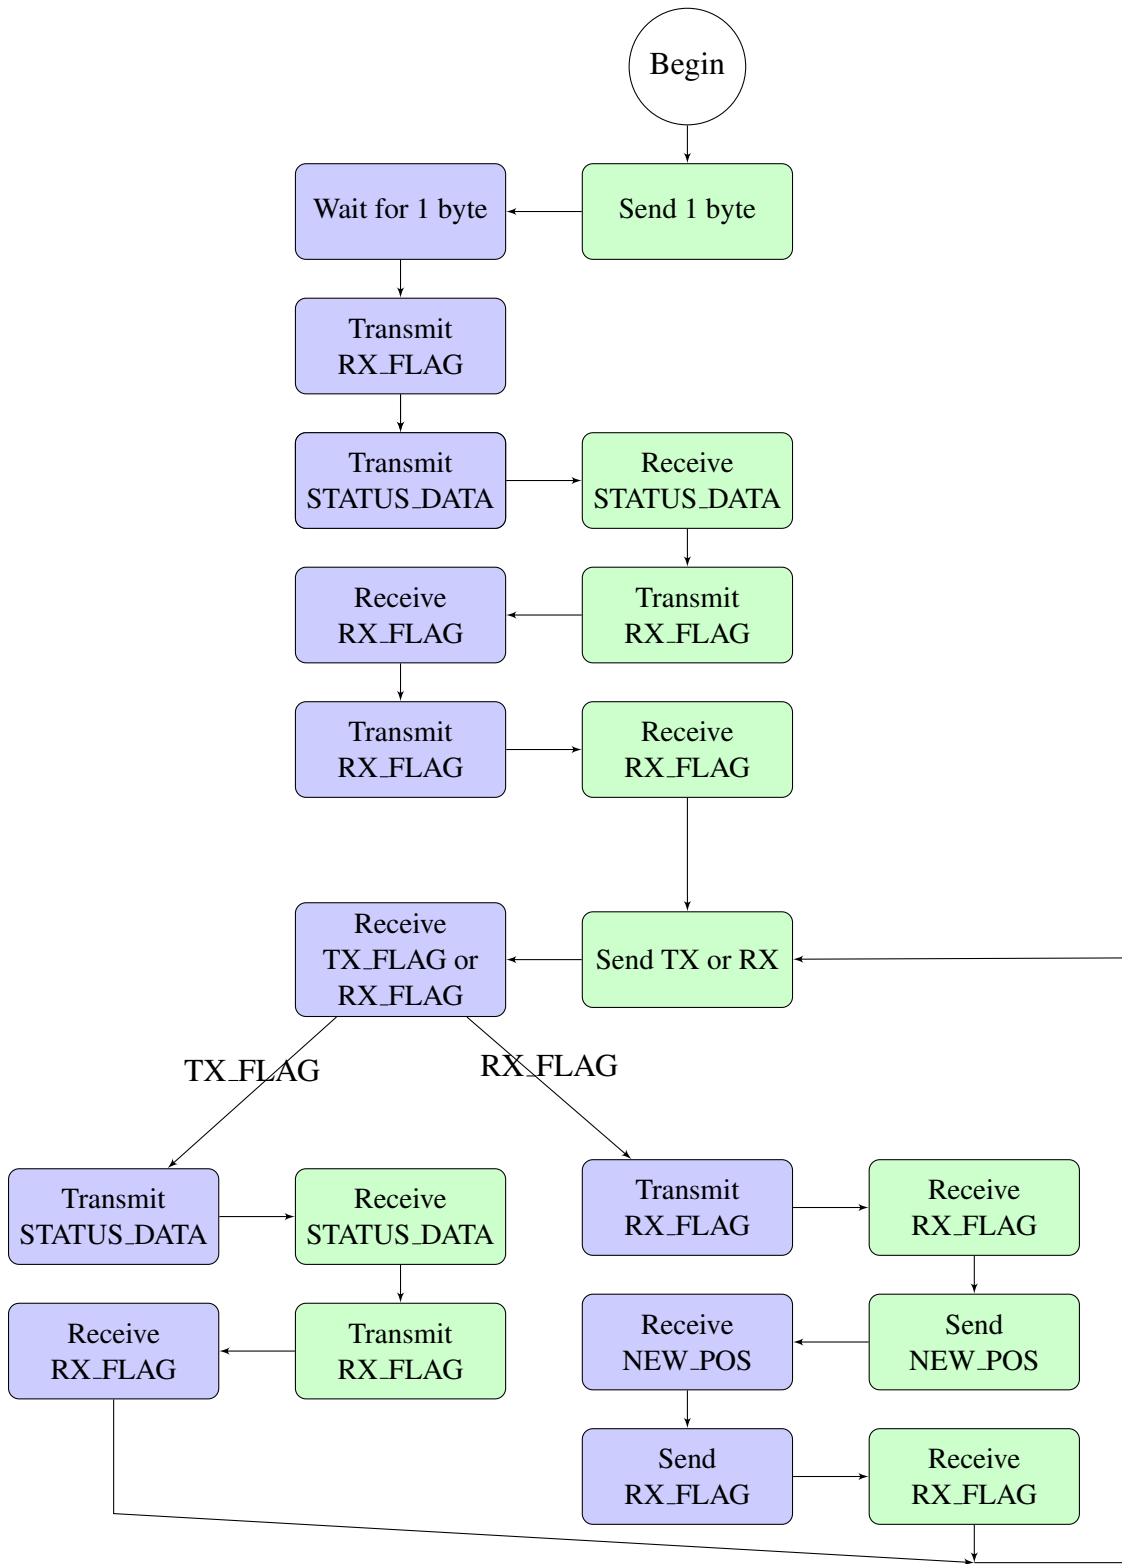 Begin
Wait for 1 byte
Send 1 byte
Transmit
RX_FLAG
Transmit
STATUS_DATA
Receive
STATUS_DATA
Receive
RX_FLAG
Transmit
RX_FLAG
Transmit
RX_FLAG
Receive
RX_FLAG
Receive
TX_FLAG or
RX_FLAG
Send TX or RX
TX_FLAG
RX_FLAG
Transmit
STATUS_DATA
Receive
STATUS_DATA
Transmit
RX_FLAG
Receive
RX_FLAG
Receive
RX_FLAG
Transmit
RX_FLAG
Receive
NEW_POS
Send
NEW_POS
Send
RX_FLAG
Receive
RX_FLAG